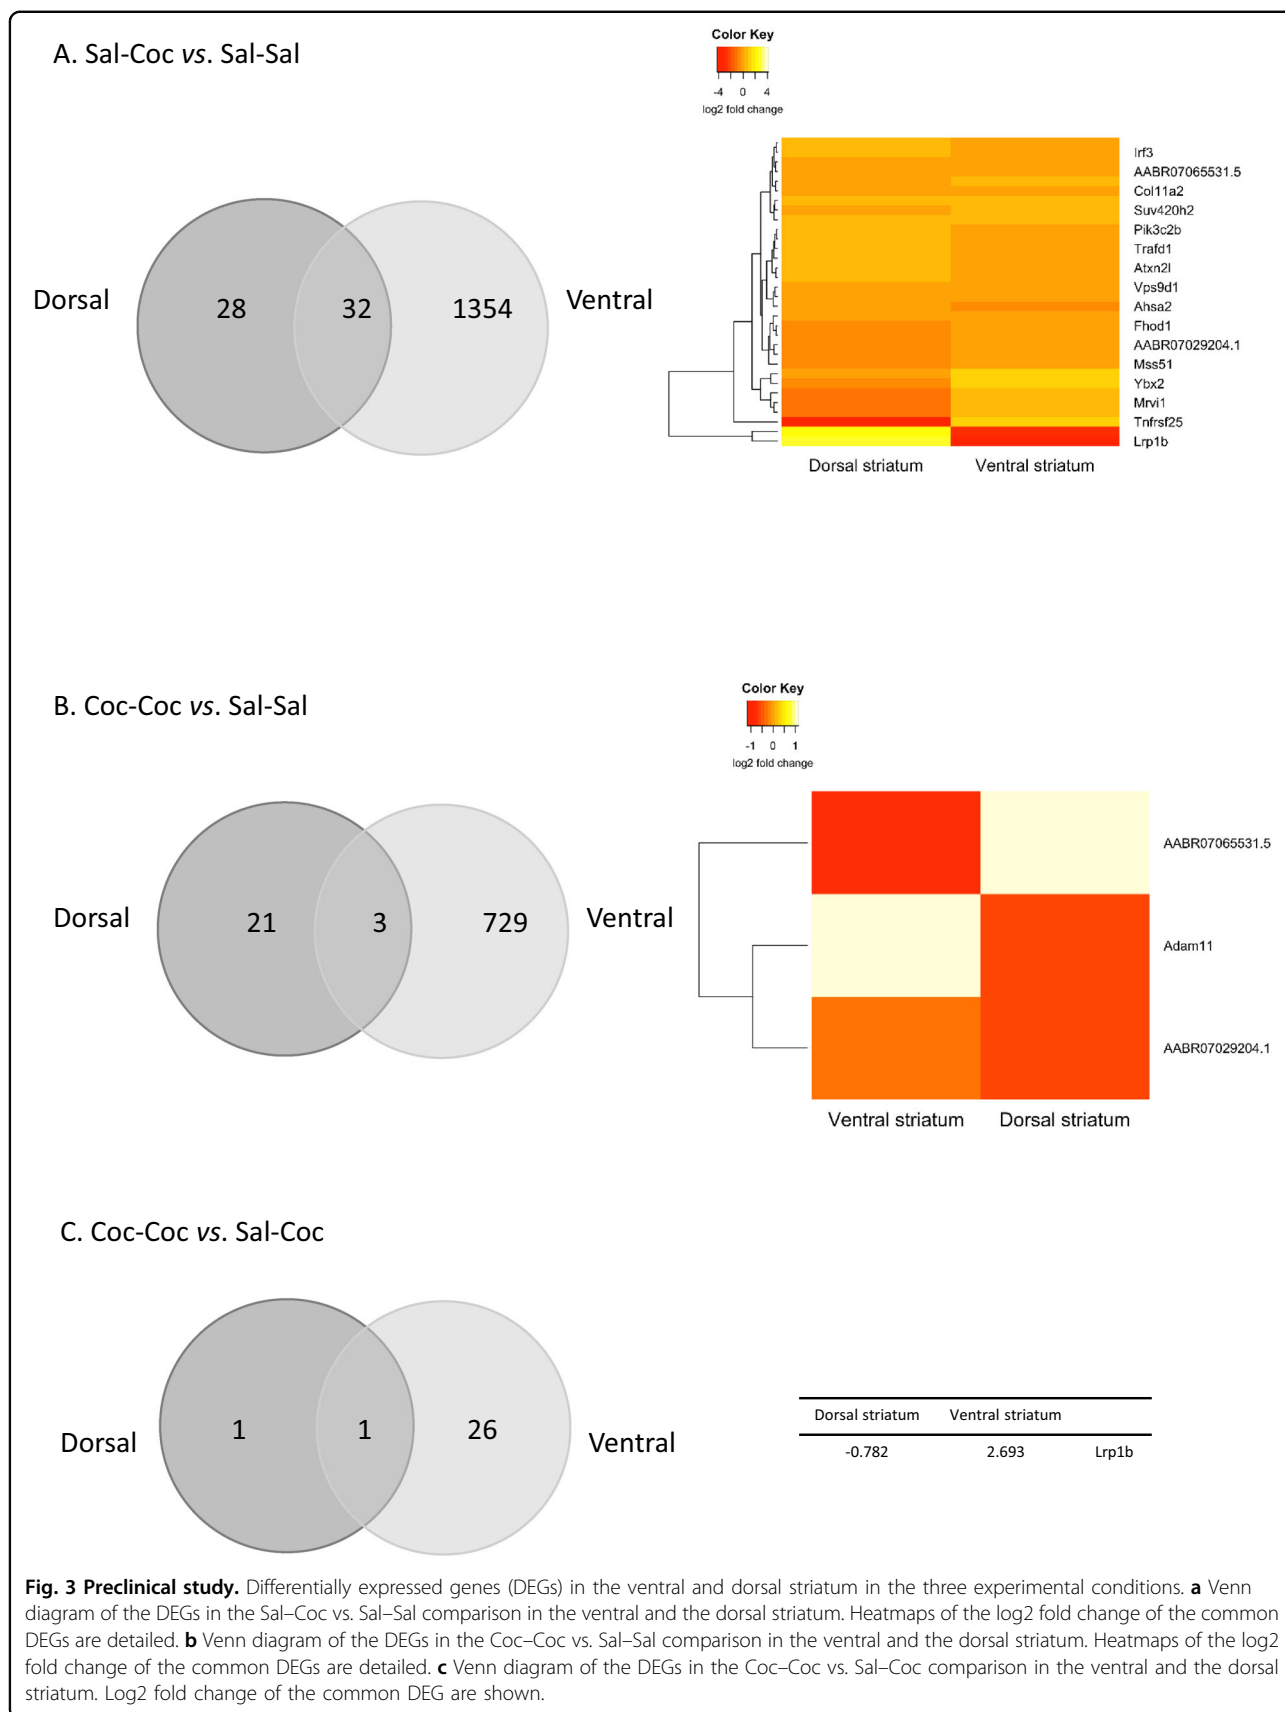 A. Sal-Coc vs. Sal-Sal
Color Key
-4 0 4
log2 fold change
Dorsal
28
32
1354
Ventral
Irf3
AABR07065531.5
Col11a2
Suv420h2
Pik3c2b
Trafd1
Atxn2l
Vps9d1
Ahsa2
Fhod1
AABR07029204.1
Mss51
Ybx2
Mrvi1
Tnfrsf25
Lrp1b
Dorsal striatum Ventral striatum
B. Coc-Coc vs. Sal-Sal
Color Key
-1 0 1
log2 fold change
Dorsal
21
3
729
Ventral
AABR07065531.5
Adam11
AABR07029204.1
Ventral striatum Dorsal striatum
C. Coc-Coc vs. Sal-Coc
Dorsal
1
1
26
Ventral
Dorsal striatum Ventral striatum
-0.782 2.693 Lrp1b
Fig. 3 Preclinical study. Differentially expressed genes (DEGs) in the ventral and dorsal striatum in the three experimental conditions. a Venn
diagram of the DEGs in the Sal–Coc vs. Sal–Sal comparison in the ventral and the dorsal striatum. Heatmaps of the log2 fold change of the common
DEGs are detailed. b Venn diagram of the DEGs in the Coc–Coc vs. Sal–Sal comparison in the ventral and the dorsal striatum. Heatmaps of the log2
fold change of the common DEGs are detailed. c Venn diagram of the DEGs in the Coc–Coc vs. Sal–Coc comparison in the ventral and the dorsal
striatum. Log2 fold change of the common DEG are shown.